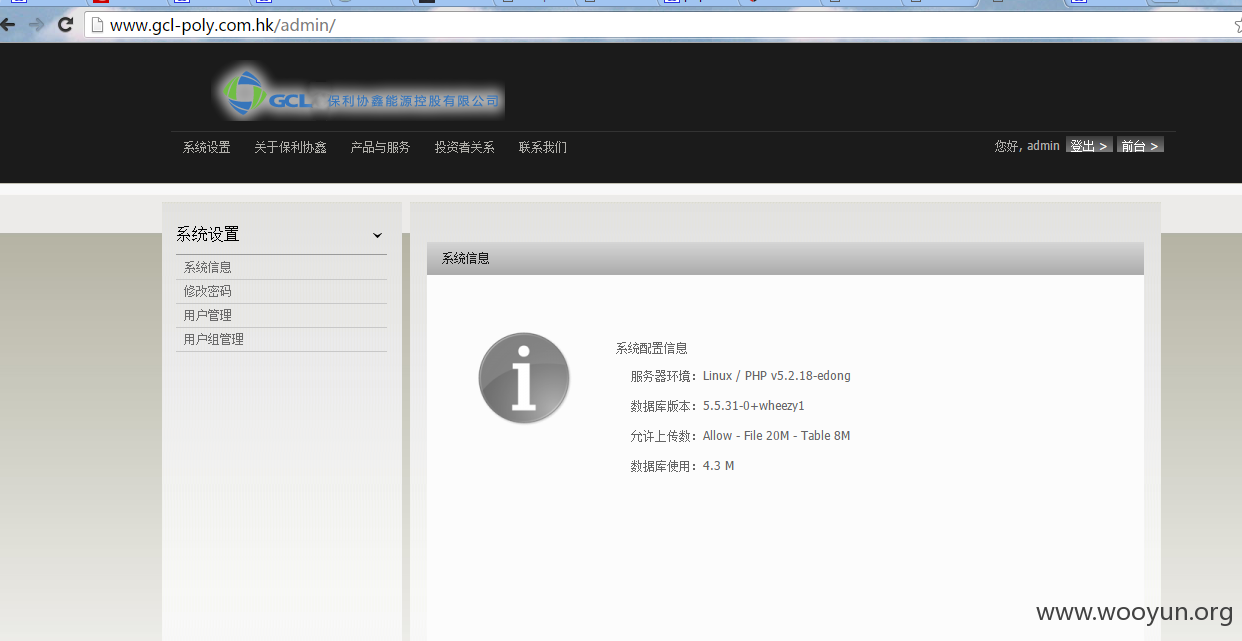 www.gcl-poly.com.hk/admin/
GCL 保利协鑫能源控股有限公司
系统设置 关于保利协鑫 产品与服务 投资者关系 联系我们
您好, admin 登出 > 前台 >
系统设置
系统信息
修改密码
用户管理
用户组管理
系统信息
系统配置信息
服务器环境： Linux / PHP v5.2.18-edong
数据库版本： 5.5.31-0+wheezy1
允许上传数： Allow - File 20M - Table 8M
数据库使用： 4.3 M
www.wooyun.org